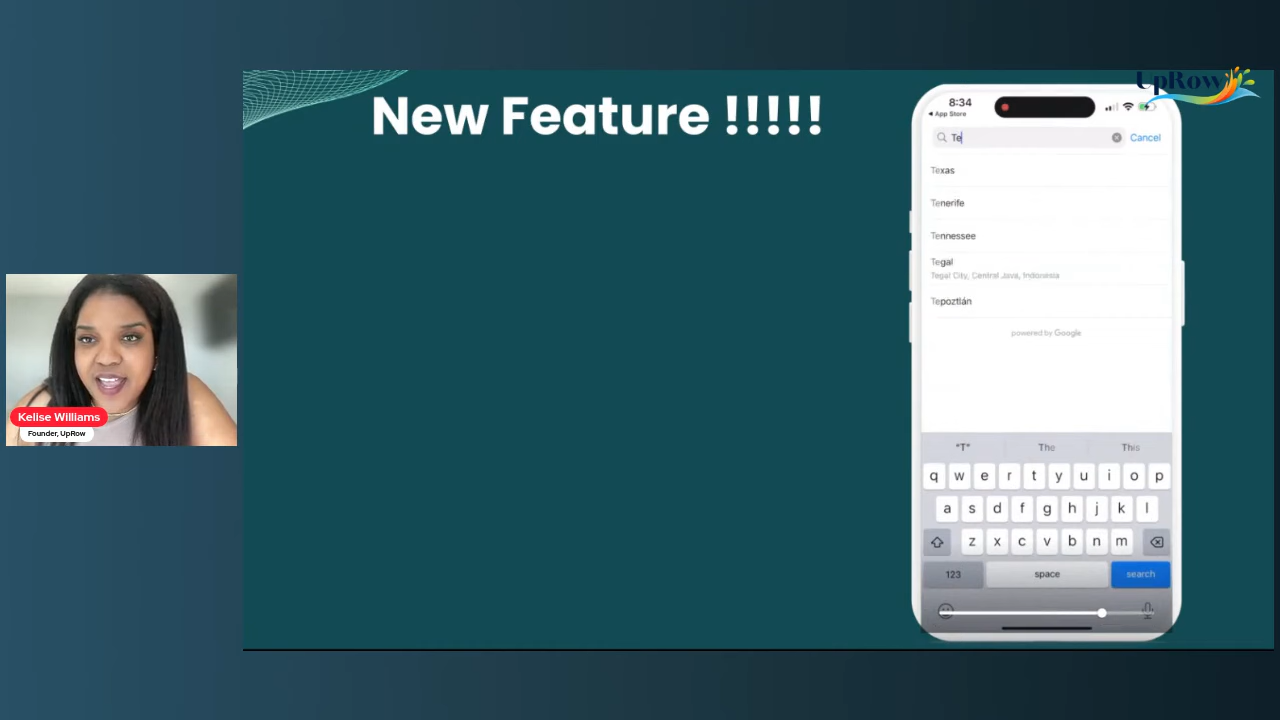 New Feature !!!!!
UpRow
8:34
App Store
Te
Cancel
Texas
Tenerife
Tennessee
Tegal
Tegal City, Central Java, Indonesia
Tepoztlán
powered by Google
"T"
The
This
q w e r t y u i o p
a s d f g h j k l
z x c v b n m
123
space
search
Kelise Williams
Founder, UpRow